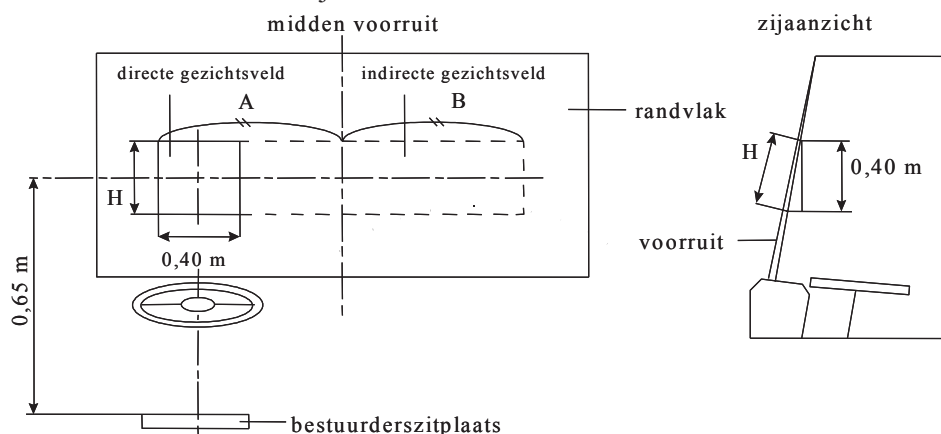 midden voorruit
zijaanzicht
directe gezichtsveld
indirecte gezichtsveld
A
B
randvlak
H
H
0,40 m
0,40 m
voorruit
0,65 m
bestuurderszitplaats